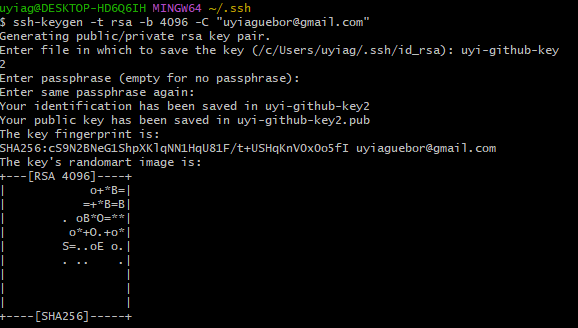 uyiag@DESKTOP-HD6Q6IH MINGW64 ~/.ssh
$ ssh-keygen -t rsa -b 4096 -C "uyiaguebor@gmail.com"
Generating public/private rsa key pair.
Enter file in which to save the key (/c/Users/uyiag/.ssh/id_rsa): uyi-github-key
2
Enter passphrase (empty for no passphrase):
Enter same passphrase again:
Your identification has been saved in uyi-github-key2
Your public key has been saved in uyi-github-key2.pub
The key fingerprint is:
SHA256:cS9N2BNeG1ShpXKlqNN1HqU81F/t+USHqKnVOxOo5fI uyiaguebor@gmail.com
The key's randomart image is:
+---[RSA 4096]----+
|            o+*B=|
|           =+*B=B|
|        . oB*O=**|
|         o*+O.+o*|
|        S=..oE o.|
|        . ..    .|
|                 |
|                 |
|                 |
+----[SHA256]-----+